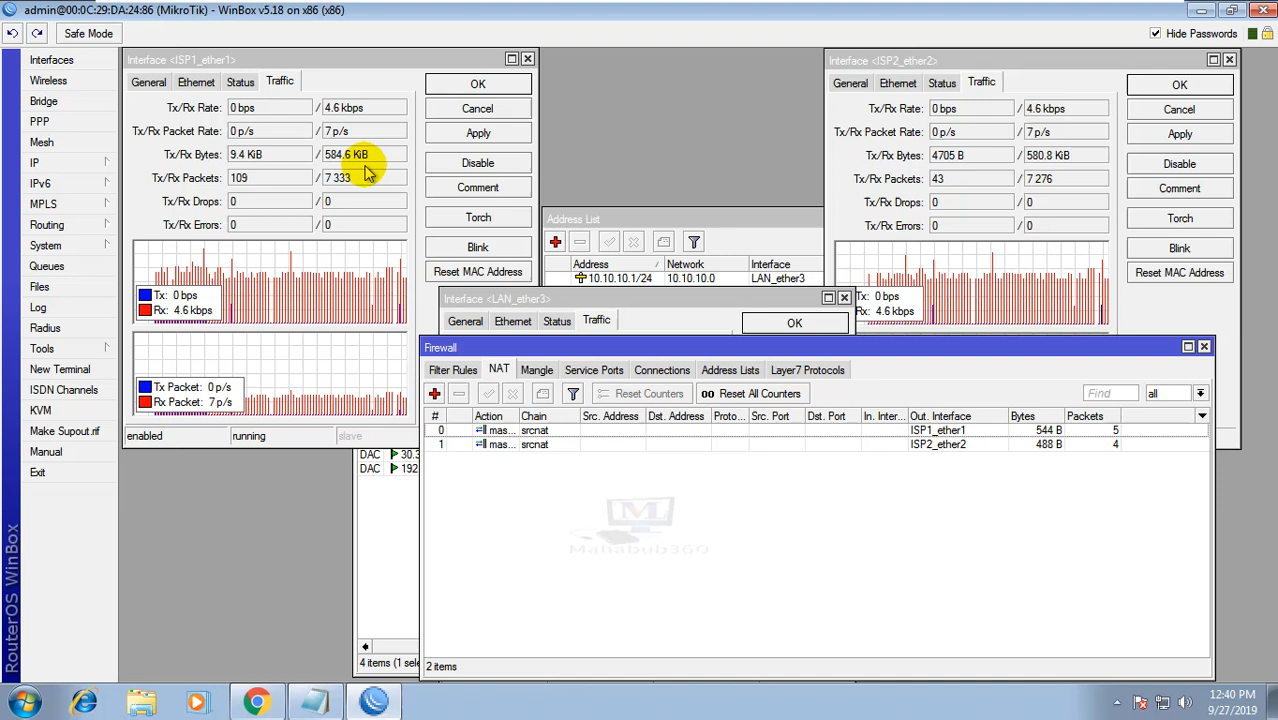 admin@00:0C:29:DA:24:86 (MikroTik) - WinBox v5.18 on x86 (x86)
Safe Mode
Hide Passwords
Interfaces
Wireless
Bridge
PPP
Mesh
IP
IPv6
MPLS
Routing
System
Queues
Files
Log
Radius
Tools
New Terminal
ISDN Channels
KVM
Make Supout.rif
Manual
Exit
RouterOS WinBox
Interface <ISP1_ether1>
General Ethernet Status Traffic
Tx/Rx Rate: 0 bps / 4.6 kbps
Tx/Rx Packet Rate: 0 p/s / 7 p/s
Tx/Rx Bytes: 9.4 KiB / 584.6 KiB
Tx/Rx Packets: 109 / 7 333
Tx/Rx Drops: 0 / 0
Tx/Rx Errors: 0 / 0
Tx: 0 bps
Rx: 4.6 kbps
Tx Packet: 0 p/s
Rx Packet: 7 p/s
enabled running slave
OK
Cancel
Apply
Disable
Comment
Torch
Blink
Reset MAC Address
Interface <ISP2_ether2>
General Ethernet Status Traffic
Tx/Rx Rate: 0 bps / 4.6 kbps
Tx/Rx Packet Rate: 0 p/s / 7 p/s
Tx/Rx Bytes: 4705 B / 580.8 KiB
Tx/Rx Packets: 43 / 7 276
Tx/Rx Drops: 0 / 0
Tx/Rx Errors: 0 / 0
Tx: 0 bps
Rx: 4.6 kbps
OK
Cancel
Apply
Disable
Comment
Torch
Blink
Reset MAC Address
Address List
Address Network Interface
10.10.10.1/24 10.10.10.0 LAN_ether3
DAC 30.3
DAC 192
4 items (1 sele
Interface <LAN_ether3>
General Ethernet Status Traffic
OK
Firewall
Filter Rules NAT Mangle Service Ports Connections Address Lists Layer7 Protocols
Reset Counters 00 Reset All Counters Find all
# Action Chain Src. Address Dst. Address Proto... Src. Port Dst. Port In. Inter... Out. Interface Bytes Packets
0 mas... srcnat ISP1_ether1 544 B 5
1 mas... srcnat ISP2_ether2 488 B 4
Mahabub360
2 items
12:40 PM
9/27/2019